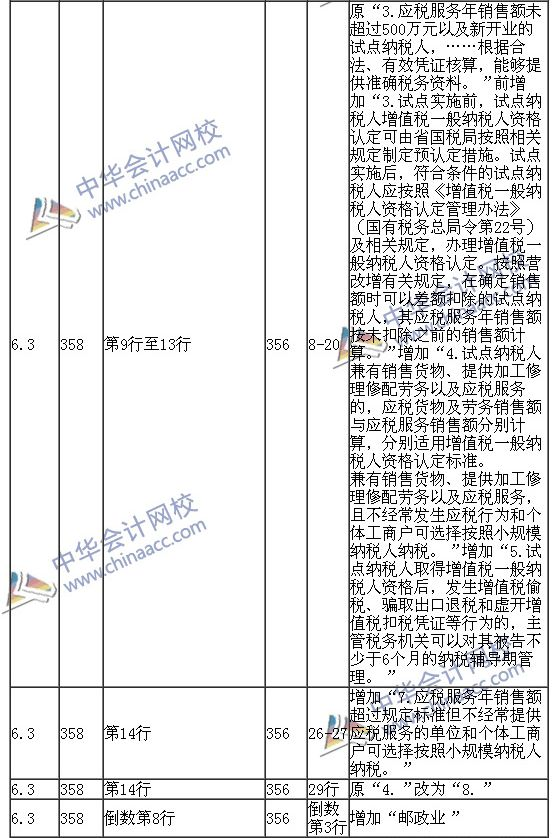 原“3.应税服务年销售额未
超过500万元以及新开业的
试点纳税人，……根据合
法、有效凭证核算，能够提
供准确税务资料。”前增
加“3.试点实施前，试点纳
税人增值税一般纳税人资格
认定可由省国税局按照相关
规定制定预认定措施。试点
实施后，符合条件的试点纳
税人应按照《增值税一般纳
税人资格认定管理办法》
（国有税务总局令第22号）
及相关规定，办理增值税一
般纳税人资格认定。按照营
改增有关规定，在确定销售
额时可以差额扣除的试点纳
税人，其应税服务年销售额
按未扣除之前的销售额计
算。”增加“4.试点纳税人
兼有销售货物、提供加工修
理修配劳务以及应税服务
的，应税货物及劳务销售额
与应税服务销售额分别计
算，分别适用增值税一般纳
税人资格认定标准。
兼有销售货物、提供加工修
理修配劳务以及应税服务，
且不经常发生应税行为和个
体工商户可选择按照小规模
纳税人纳税。”增加“5.试
点纳税人取得增值税一般纳
税人资格后，发生增值税偷
税、骗取出口退税和虚开增
值税扣税凭证等行为的，主
管税务机关可以对其被告不
少于6个月的纳税辅导期管
理。”
6.3 358 第9行至13行 356 8-20
增加“7.应税服务年销售额
超过规定标准但不经常提供
应税服务的单位和个体工商
户可选择按照小规模纳税人
纳税。”
6.3 358 第14行 356 26-27
6.3 358 第14行 356 29行 原“4.”改为“8.”
6.3 358 倒数第8行 356 倒数
第3行 增加“邮政业”
中华会计网校
www.chinaacc.com
中华会计网校
www.chinaacc.com
中华会计网校
www.chinaacc.com
中华会计网校
www.chinaacc.com